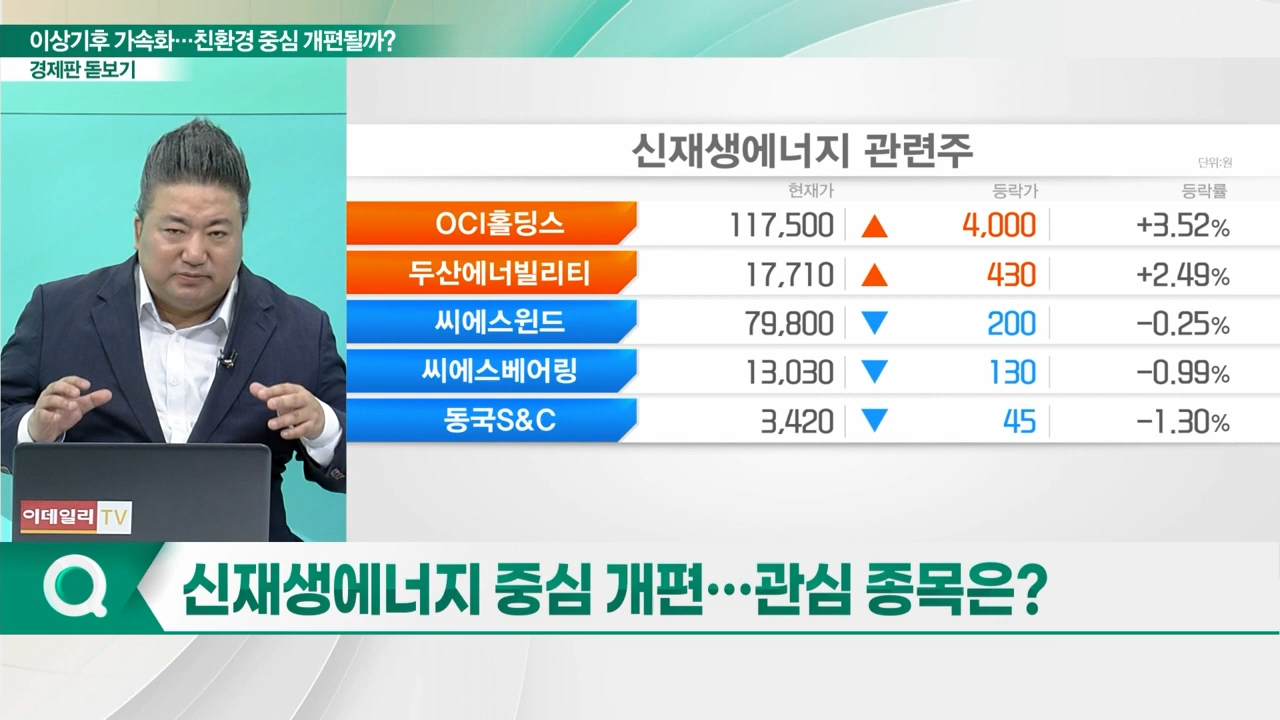 이상기후 가속화…친환경 중심 개편될까?
경제판 돋보기
신재생에너지 관련주
단위:원
현재가 등락가 등락률
OCI홀딩스 117,500 ▲ 4,000 +3.52%
두산에너빌리티 17,710 ▲ 430 +2.49%
씨에스윈드 79,800 ▼ 200 -0.25%
씨에스베어링 13,030 ▼ 130 -0.99%
동국S&C 3,420 ▼ 45 -1.30%
이데일리 TV
Q 신재생에너지 중심 개편…관심 종목은?